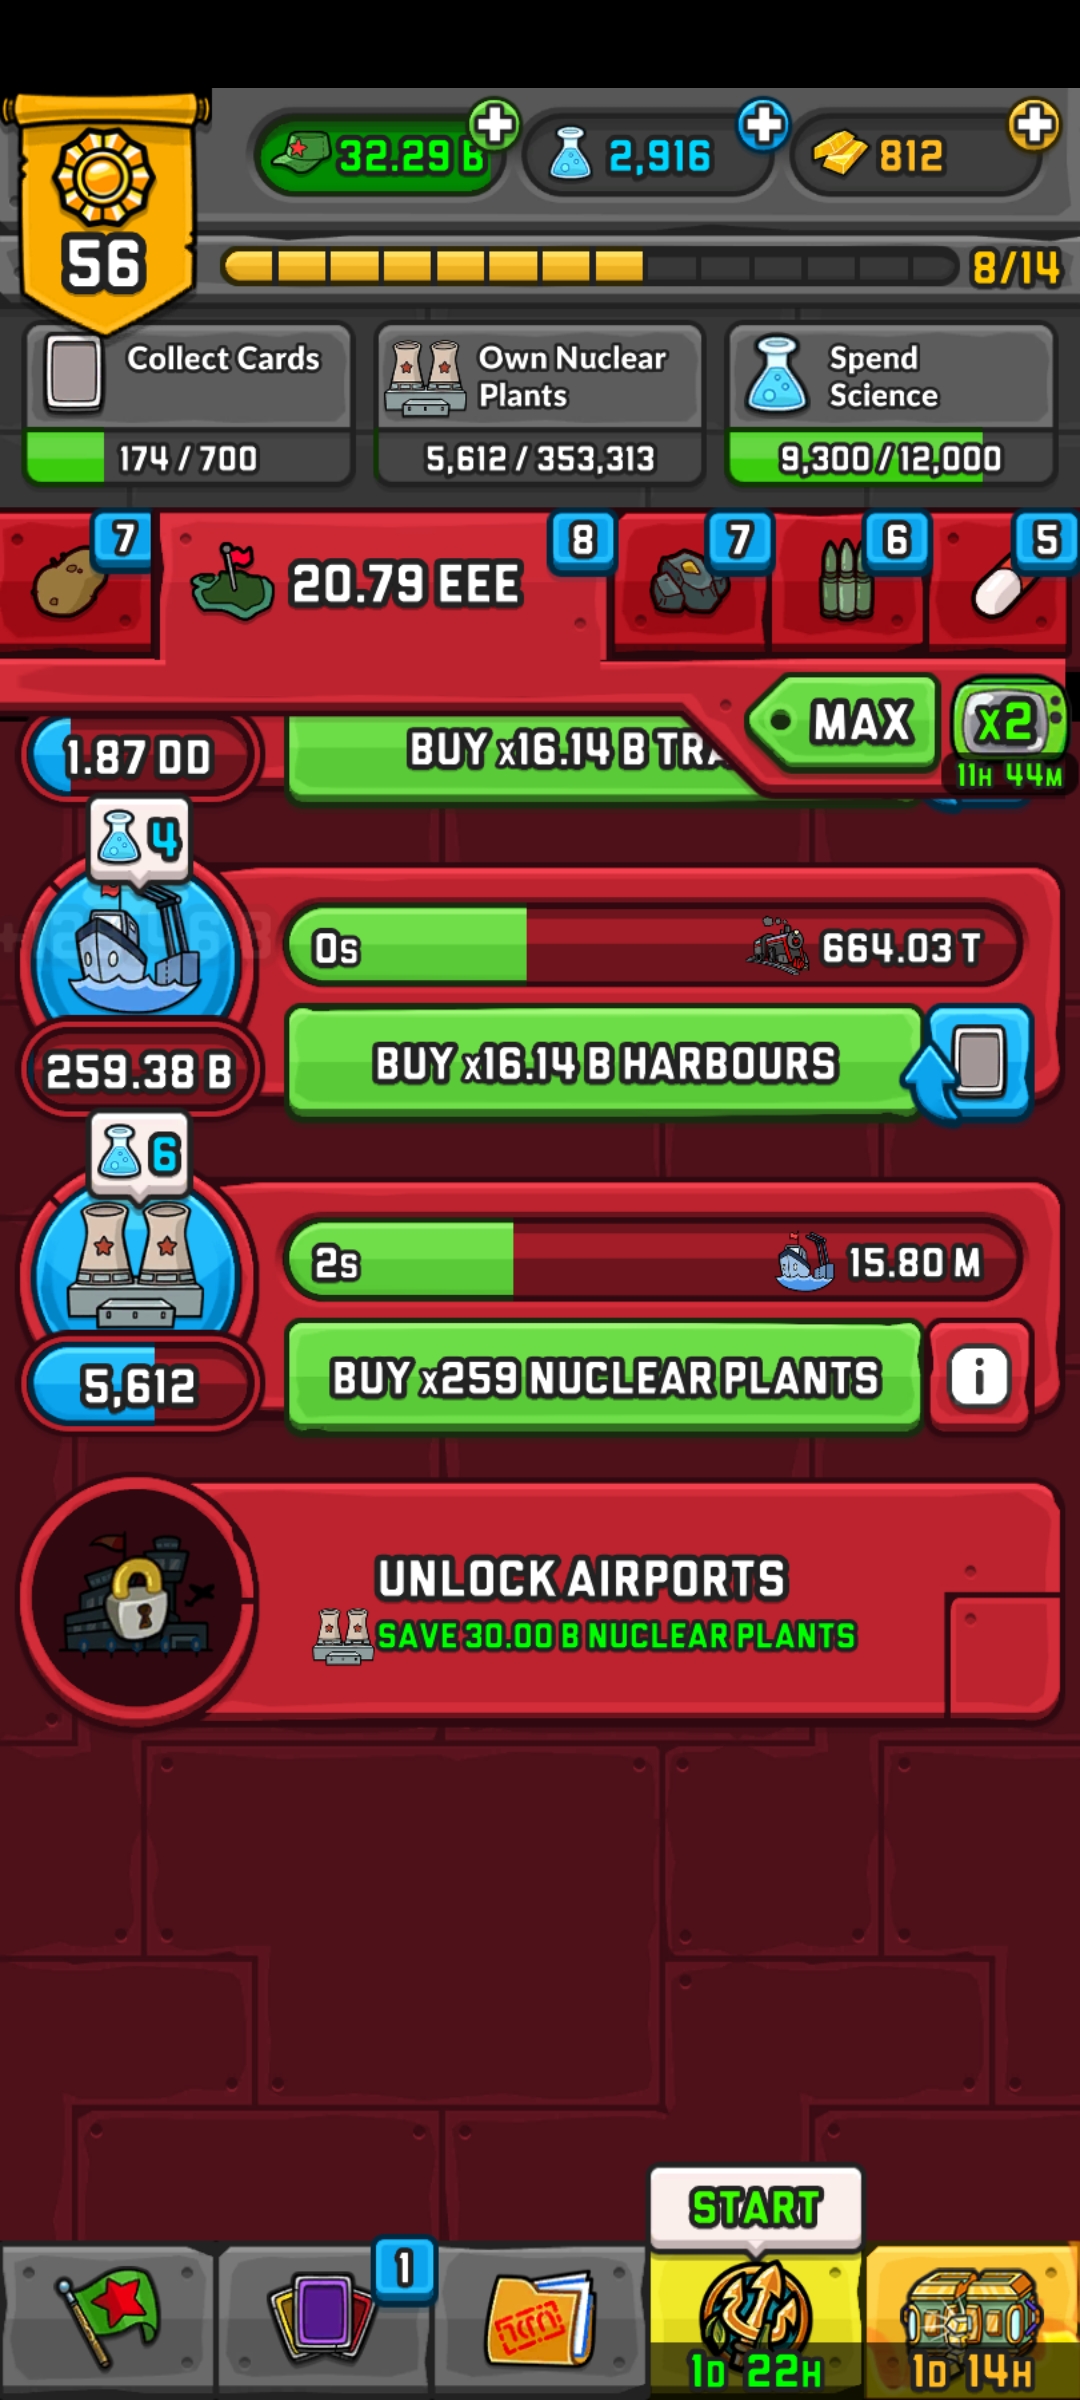 32.29 B
2,916
812
56
8/14
Collect Cards
174 / 700
Own Nuclear
Plants
5,612 / 353,313
Spend
Science
9,300 / 12,000
7
20.79 EEE
8
7
6
5
MAX
x2
11H 44M
1.87 DD
BUY x16.14 B
4
0s
664.03 T
259.38 B
BUY x16.14 B HARBOURS
6
2s
15.80 M
5,612
BUY x259 NUCLEAR PLANTS
i
UNLOCK AIRPORTS
SAVE 30.00 B NUCLEAR PLANTS
START
1
1D 22H
1D 14H